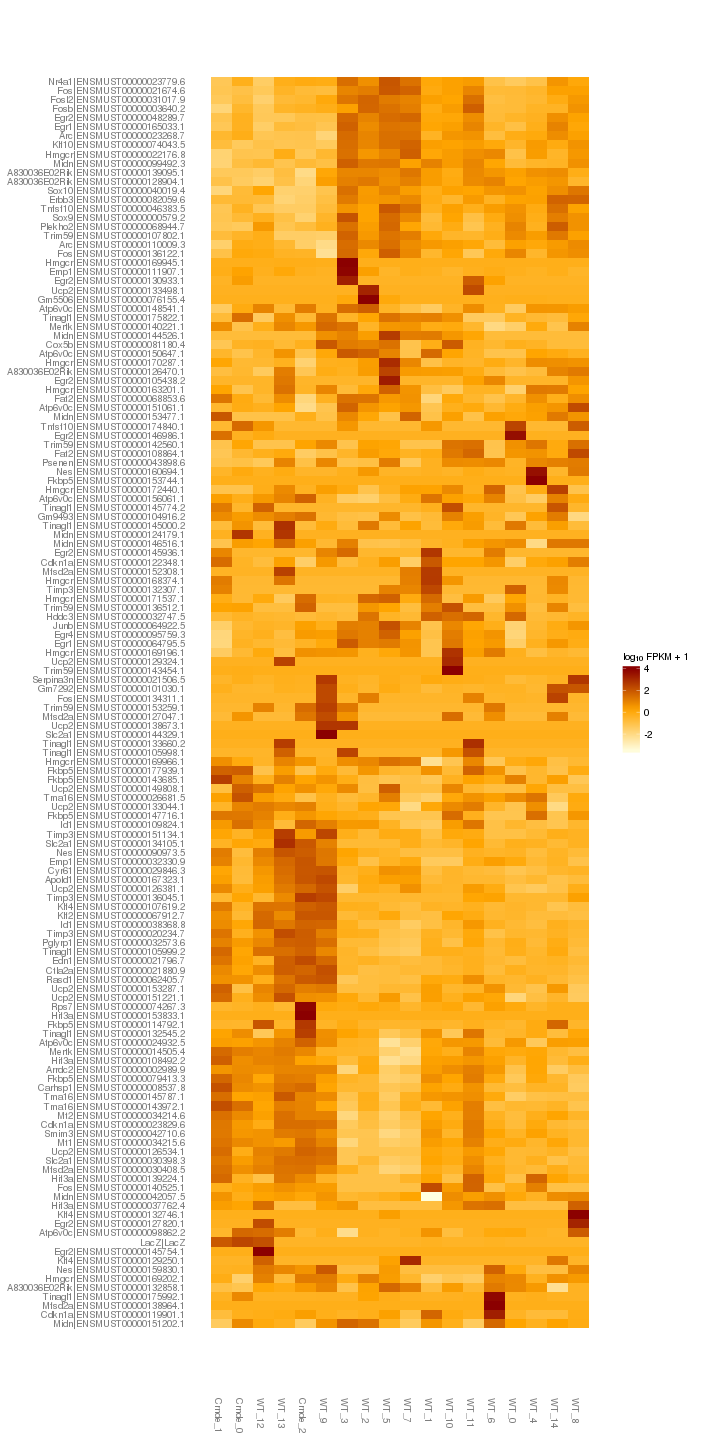 Nr4a1|ENSMUST00000023779.6
Fos|ENSMUST00000021674.6
Fosl2|ENSMUST00000031017.9
Fosb|ENSMUST00000003640.2
Egr2|ENSMUST00000048289.7
Egr1|ENSMUST00000165033.1
Arc|ENSMUST00000023268.7
Klf10|ENSMUST00000074043.5
Hmgcr|ENSMUST00000022176.8
Midn|ENSMUST00000099492.3
A830036E02Rik|ENSMUST00000139095.1
A830036E02Rik|ENSMUST00000128904.1
Sox10|ENSMUST00000040019.4
Erbb3|ENSMUST00000082059.6
Tnfsf10|ENSMUST00000046383.5
Sox9|ENSMUST00000000579.2
Plekho2|ENSMUST00000068944.7
Trim59|ENSMUST00000107802.1
Arc|ENSMUST00000110009.3
Fos|ENSMUST00000136122.1
Hmgcr|ENSMUST00000169945.1
Emp1|ENSMUST00000111907.1
Egr2|ENSMUST00000130933.1
Ucp2|ENSMUST00000133498.1
Gm5506|ENSMUST00000076155.4
Atp6v0c|ENSMUST00000148541.1
Tinagl1|ENSMUST00000175822.1
Mertk|ENSMUST00000140221.1
Midn|ENSMUST00000144526.1
Cox5b|ENSMUST00000081180.4
Atp6v0c|ENSMUST00000150647.1
Hmgcr|ENSMUST00000170287.1
A830036E02Rik|ENSMUST00000126470.1
Egr2|ENSMUST00000105438.2
Hmgcr|ENSMUST00000163201.1
Fat2|ENSMUST00000068853.6
Atp6v0c|ENSMUST00000151061.1
Midn|ENSMUST00000153477.1
Tnfsf10|ENSMUST00000174840.1
Egr2|ENSMUST00000146986.1
Trim59|ENSMUST00000142560.1
Fat2|ENSMUST00000108864.1
Psenen|ENSMUST00000043898.6
Nes|ENSMUST00000160694.1
Fkbp5|ENSMUST00000153744.1
Hmgcr|ENSMUST00000172440.1
Atp6v0c|ENSMUST00000156061.1
Tinagl1|ENSMUST00000145774.2
Gm9493|ENSMUST00000104916.2
Tinagl1|ENSMUST00000145000.2
Midn|ENSMUST00000124179.1
Midn|ENSMUST00000146516.1
Egr2|ENSMUST00000145936.1
Cdkn1a|ENSMUST00000122348.1
Mfsd2a|ENSMUST00000152308.1
Hmgcr|ENSMUST00000168374.1
Timp3|ENSMUST00000132307.1
Hmgcr|ENSMUST00000171537.1
Trim59|ENSMUST00000136512.1
Hddc3|ENSMUST00000032747.5
Junb|ENSMUST00000064922.5
Egr4|ENSMUST00000095759.3
Egr1|ENSMUST00000064795.5
Hmgcr|ENSMUST00000169196.1
Ucp2|ENSMUST00000129324.1
Trim59|ENSMUST00000143454.1
Serpina3n|ENSMUST00000021506.5
Gm7292|ENSMUST00000101030.1
Fos|ENSMUST00000134311.1
Trim59|ENSMUST00000153259.1
Mfsd2a|ENSMUST00000127047.1
Ucp2|ENSMUST00000138673.1
Slc2a1|ENSMUST00000144329.1
Tinagl1|ENSMUST00000133660.2
Tinagl1|ENSMUST00000105998.1
Hmgcr|ENSMUST00000169966.1
Fkbp5|ENSMUST00000177939.1
Fkbp5|ENSMUST00000143685.1
Ucp2|ENSMUST00000149808.1
Tma16|ENSMUST00000026681.5
Ucp2|ENSMUST00000133044.1
Fkbp5|ENSMUST00000147716.1
Id1|ENSMUST00000109824.1
Timp3|ENSMUST00000151134.1
Slc2a1|ENSMUST00000134105.1
Nes|ENSMUST00000090973.5
Emp1|ENSMUST00000032330.9
Cyr61|ENSMUST00000029846.3
Apold1|ENSMUST00000167323.1
Ucp2|ENSMUST00000126381.1
Timp3|ENSMUST00000136045.1
Klf4|ENSMUST00000107619.2
Klf2|ENSMUST00000067912.7
Id1|ENSMUST00000038368.8
Timp3|ENSMUST00000020234.7
Pglyrp1|ENSMUST00000032573.6
Tinagl1|ENSMUST00000105999.2
Edn1|ENSMUST00000021796.7
Ctla2a|ENSMUST00000021880.9
Rasd1|ENSMUST00000062405.7
Ucp2|ENSMUST00000153287.1
Ucp2|ENSMUST00000151221.1
Rps7|ENSMUST00000074267.3
Hif3a|ENSMUST00000153833.1
Fkbp5|ENSMUST00000114792.1
Tinagl1|ENSMUST00000132545.2
Atp6v0c|ENSMUST00000024932.5
Mertk|ENSMUST00000014505.4
Hif3a|ENSMUST00000108492.2
Arrdc2|ENSMUST00000002989.9
Fkbp5|ENSMUST00000079413.3
Carhsp1|ENSMUST00000008537.8
Tma16|ENSMUST00000145787.1
Tma16|ENSMUST00000143972.1
Mt2|ENSMUST00000034214.6
Cdkn1a|ENSMUST00000023829.6
Smim3|ENSMUST00000042710.6
Mt1|ENSMUST00000034215.6
Ucp2|ENSMUST00000126534.1
Slc2a1|ENSMUST00000030398.3
Mfsd2a|ENSMUST00000030408.5
Hif3a|ENSMUST00000139224.1
Fos|ENSMUST00000140525.1
Midn|ENSMUST00000042057.5
Hif3a|ENSMUST00000037762.4
Klf4|ENSMUST00000132746.1
Egr2|ENSMUST00000127820.1
Atp6v0c|ENSMUST00000098862.2
LacZ|LacZ
Egr2|ENSMUST00000145754.1
Klf4|ENSMUST00000129250.1
Nes|ENSMUST00000159830.1
Hmgcr|ENSMUST00000169202.1
A830036E02Rik|ENSMUST00000132858.1
Tinagl1|ENSMUST00000175992.1
Mfsd2a|ENSMUST00000138964.1
Cdkn1a|ENSMUST00000119901.1
Midn|ENSMUST00000151202.1
log10 FPKM + 1
4
2
0
-2
Cmde_1
Cmde_0
WT_12
WT_13
Cmde_2
WT_9
WT_3
WT_2
WT_5
WT_7
WT_1
WT_10
WT_11
WT_6
WT_0
WT_4
WT_14
WT_8